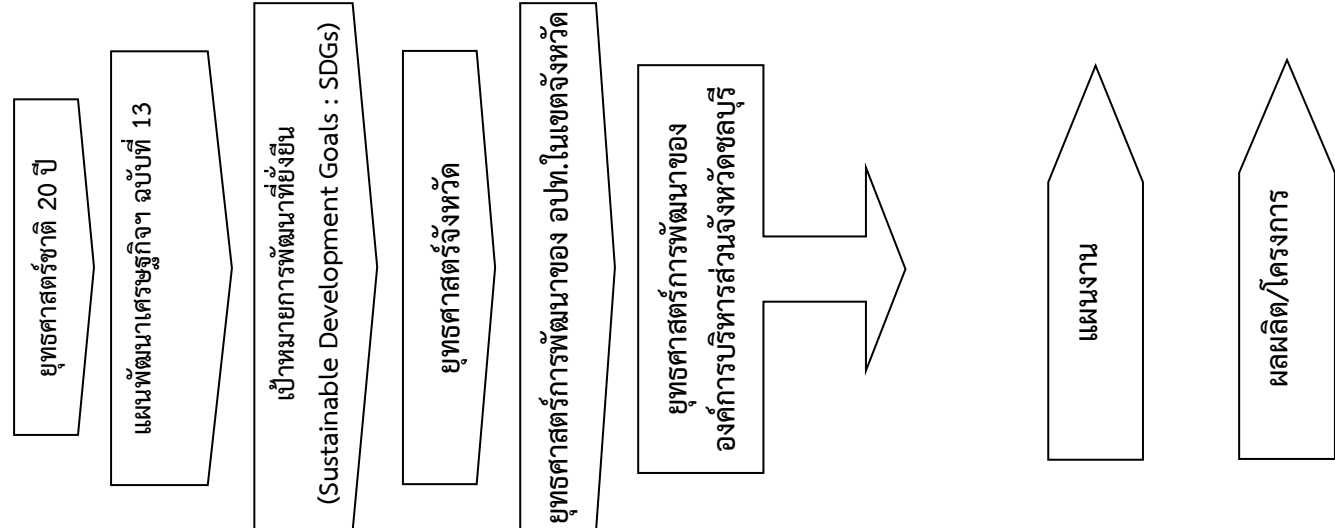 ยุทธศาสตร์ชาติ 20 ปี
แผนพัฒนาเศรษฐกิจฯ ฉบับที่ 13
เป้าหมายการพัฒนาที่ยั่งยืน
(Sustainable Development Goals : SDGs)
ยุทธศาสตร์จังหวัด
ยุทธศาสตร์การพัฒนาของ อปท.ในเขตจังหวัด
ยุทธศาสตร์การพัฒนาของ
องค์การบริหารส่วนจังหวัดชลบุรี
แผนงาน
ผลผลิต/โครงการ